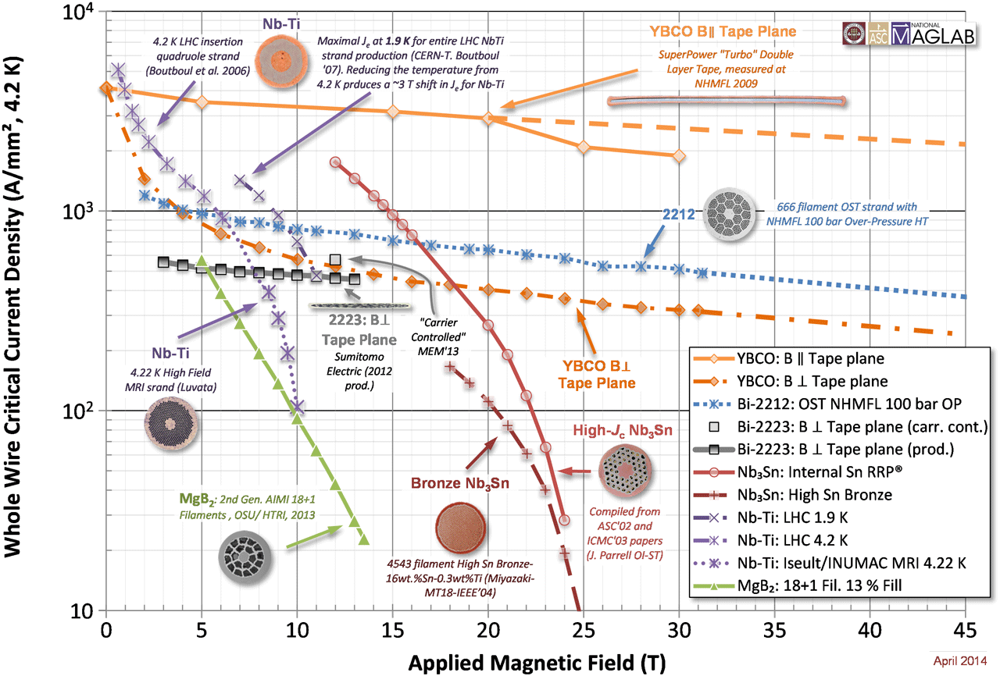 Whole Wire Critical Current Density (A/mm², 4.2 K)
10⁴
10³
10²
10
0
5
10
15
20
25
30
35
40
45
Applied Magnetic Field (T)
April 2014
4.2 K LHC insertion
quadruole strand
(Boutboul et al. 2006)
Nb-Ti
Maximal Jₑ at 1.9 K for entire LHC NbTi
strand production (CERN-T. Boutboul
'07). Reducing the temperature from
4.2 K prduces a ~3 T shift in Jₑ for Nb-Ti
YBCO B∥ Tape Plane
SuperPower "Turbo" Double
Layer Tape, measured at
NHMFL 2009
ASC
NATIONAL
MAGLAB
2212
666 filament OST strand with
NHMFL 100 bar Over-Pressure HT
2223: B⊥
Tape Plane
Sumitomo
Electric (2012
prod.)
"Carrier
Controlled"
MEM'13
YBCO B⊥
Tape Plane
Nb-Ti
4.22 K High Field
MRI srand (Luvata)
MgB₂: 2nd Gen. AIMI 18+1
Filaments , OSU/ HTRI, 2013
Bronze Nb₃Sn
4543 filament High Sn Bronze-
16wt.%Sn-0.3wt%Ti (Miyazaki-
MT18-IEEE'04)
High-Jc Nb₃Sn
Compiled from
ASC'02 and
ICMC'03 papers
(J. Parrell OI-ST)
YBCO: B ∥ Tape plane
YBCO: B ⊥ Tape plane
Bi-2212: OST NHMFL 100 bar OP
Bi-2223: B ⊥ Tape plane (carr. cont.)
Bi-2223: B ⊥ Tape plane (prod.)
Nb₃Sn: Internal Sn RRP®
Nb₃Sn: High Sn Bronze
Nb-Ti: LHC 1.9 K
Nb-Ti: LHC 4.2 K
Nb-Ti: Iseult/INUMAC MRI 4.22 K
MgB₂: 18+1 Fil. 13 % Fill